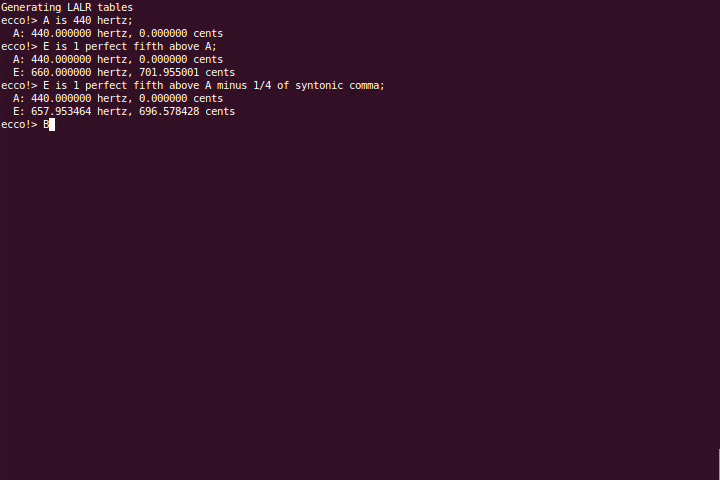 Generating LALR tables
ecco!> A is 440 hertz;
  A: 440.000000 hertz, 0.000000 cents
ecco!> E is 1 perfect fifth above A;
  A: 440.000000 hertz, 0.000000 cents
  E: 660.000000 hertz, 701.955001 cents
ecco!> E is 1 perfect fifth above A minus 1/4 of syntonic comma;
  A: 440.000000 hertz, 0.000000 cents
  E: 657.953464 hertz, 696.578428 cents
ecco!> B